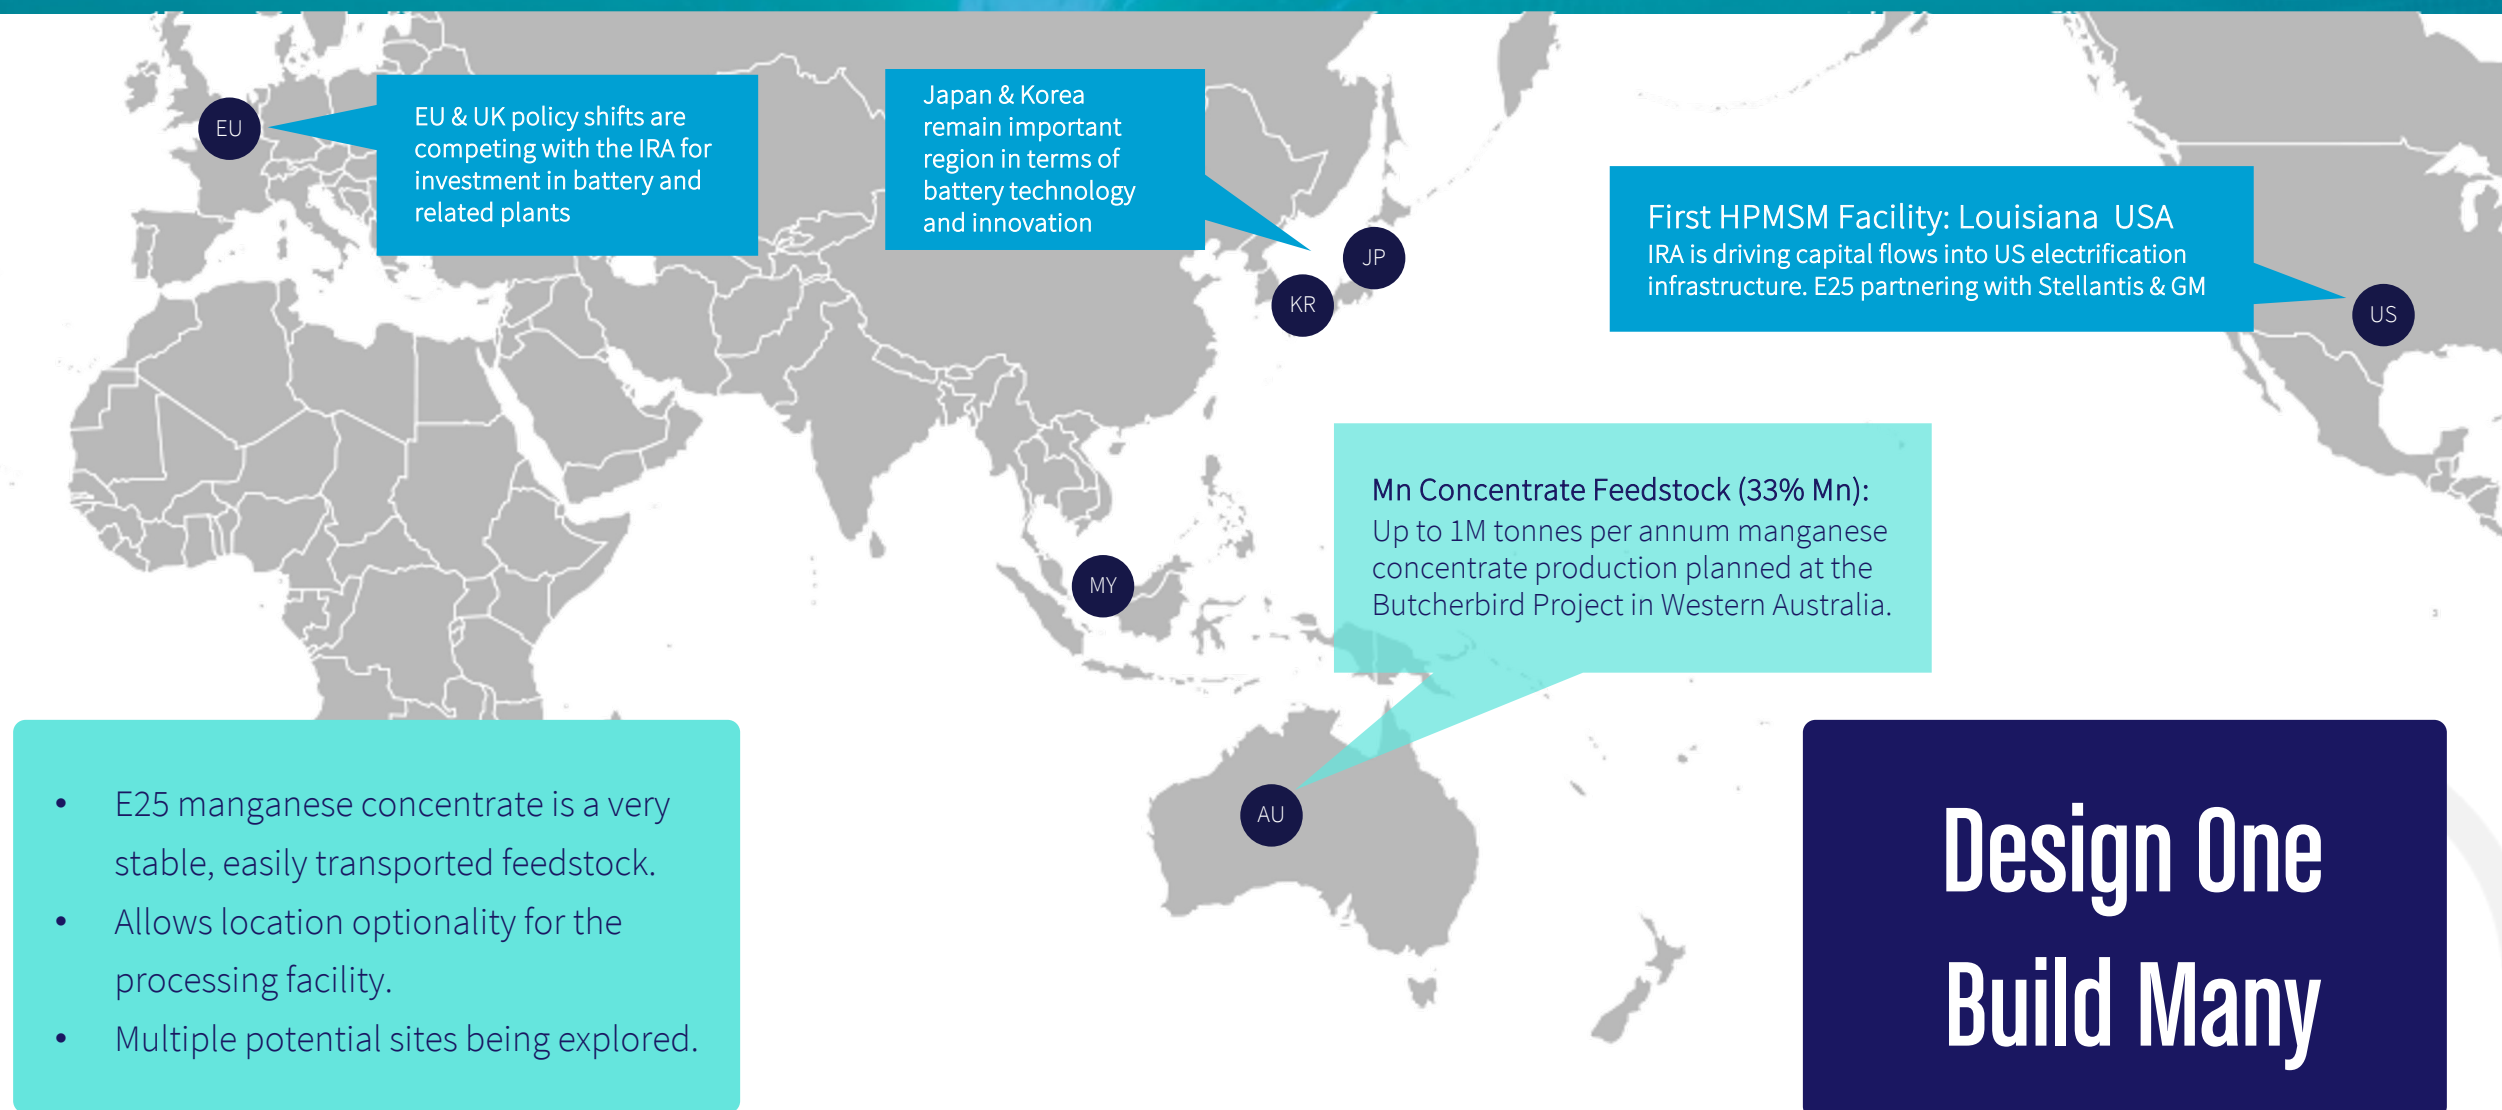 EU
EU & UK policy shifts are
competing with the IRA for
investment in battery and
related plants
Japan & Korea
remain important
region in terms of
battery technology
and innovation
JP
KR
First HPMSM Facility: Louisiana  USA
IRA is driving capital flows into US electrification
infrastructure. E25 partnering with Stellantis & GM
US
Mn Concentrate Feedstock (33% Mn):
Up to 1M tonnes per annum manganese
concentrate production planned at the
Butcherbird Project in Western Australia.
MY
AU
• E25 manganese concentrate is a very
stable, easily transported feedstock.
• Allows location optionality for the
processing facility.
• Multiple potential sites being explored.
Design One
Build Many